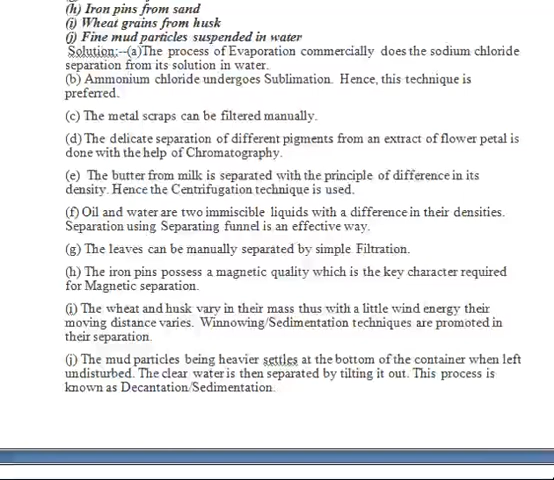 (h) Iron pins from sand
(i) Wheat grains from husk
(j) Fine mud particles suspended in water
Solution:--(a)The process of Evaporation commercially does the sodium chloride
separation from its solution in water.
(b) Ammonium chloride undergoes Sublimation. Hence, this technique is
preferred.
(c) The metal scraps can be filtered manually.
(d) The delicate separation of different pigments from an extract of flower petal is
done with the help of Chromatography.
(e) The butter from milk is separated with the principle of difference in its
density. Hence the Centrifugation technique is used.
(f) Oil and water are two immiscible liquids with a difference in their densities.
Separation using Separating funnel is an effective way.
(g) The leaves can be manually separated by simple Filtration.
(h) The iron pins possess a magnetic quality which is the key character required
for Magnetic separation.
(i) The wheat and husk vary in their mass thus with a little wind energy their
moving distance varies. Winnowing/Sedimentation techniques are promoted in
their separation.
(j) The mud particles being heavier settles at the bottom of the container when left
undisturbed. The clear water is then separated by tilting it out. This process is
known as Decantation/Sedimentation.